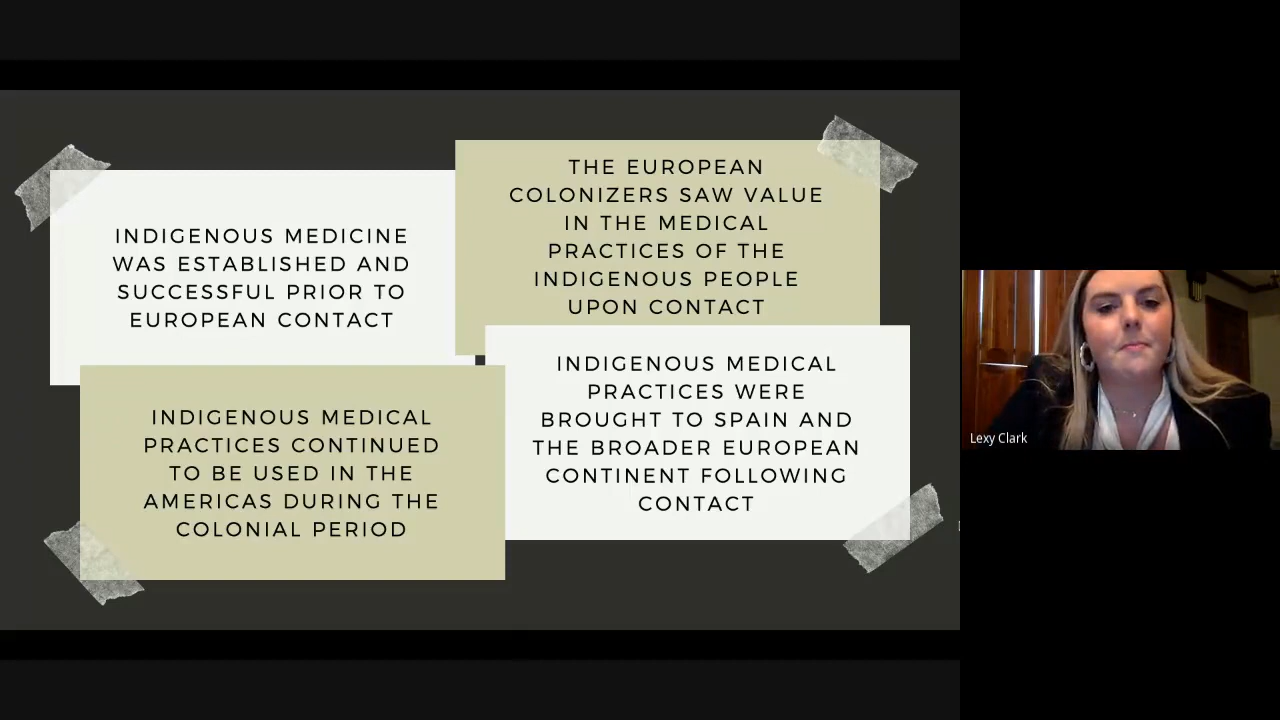 INDIGENOUS MEDICINE
WAS ESTABLISHED AND
SUCCESSFUL PRIOR TO
EUROPEAN CONTACT
THE EUROPEAN
COLONIZERS SAW VALUE
IN THE MEDICAL
PRACTICES OF THE
INDIGENOUS PEOPLE
UPON CONTACT
INDIGENOUS MEDICAL
PRACTICES CONTINUED
TO BE USED IN THE
AMERICAS DURING THE
COLONIAL PERIOD
INDIGENOUS MEDICAL
PRACTICES WERE
BROUGHT TO SPAIN AND
THE BROADER EUROPEAN
CONTINENT FOLLOWING
CONTACT
Lexy Clark